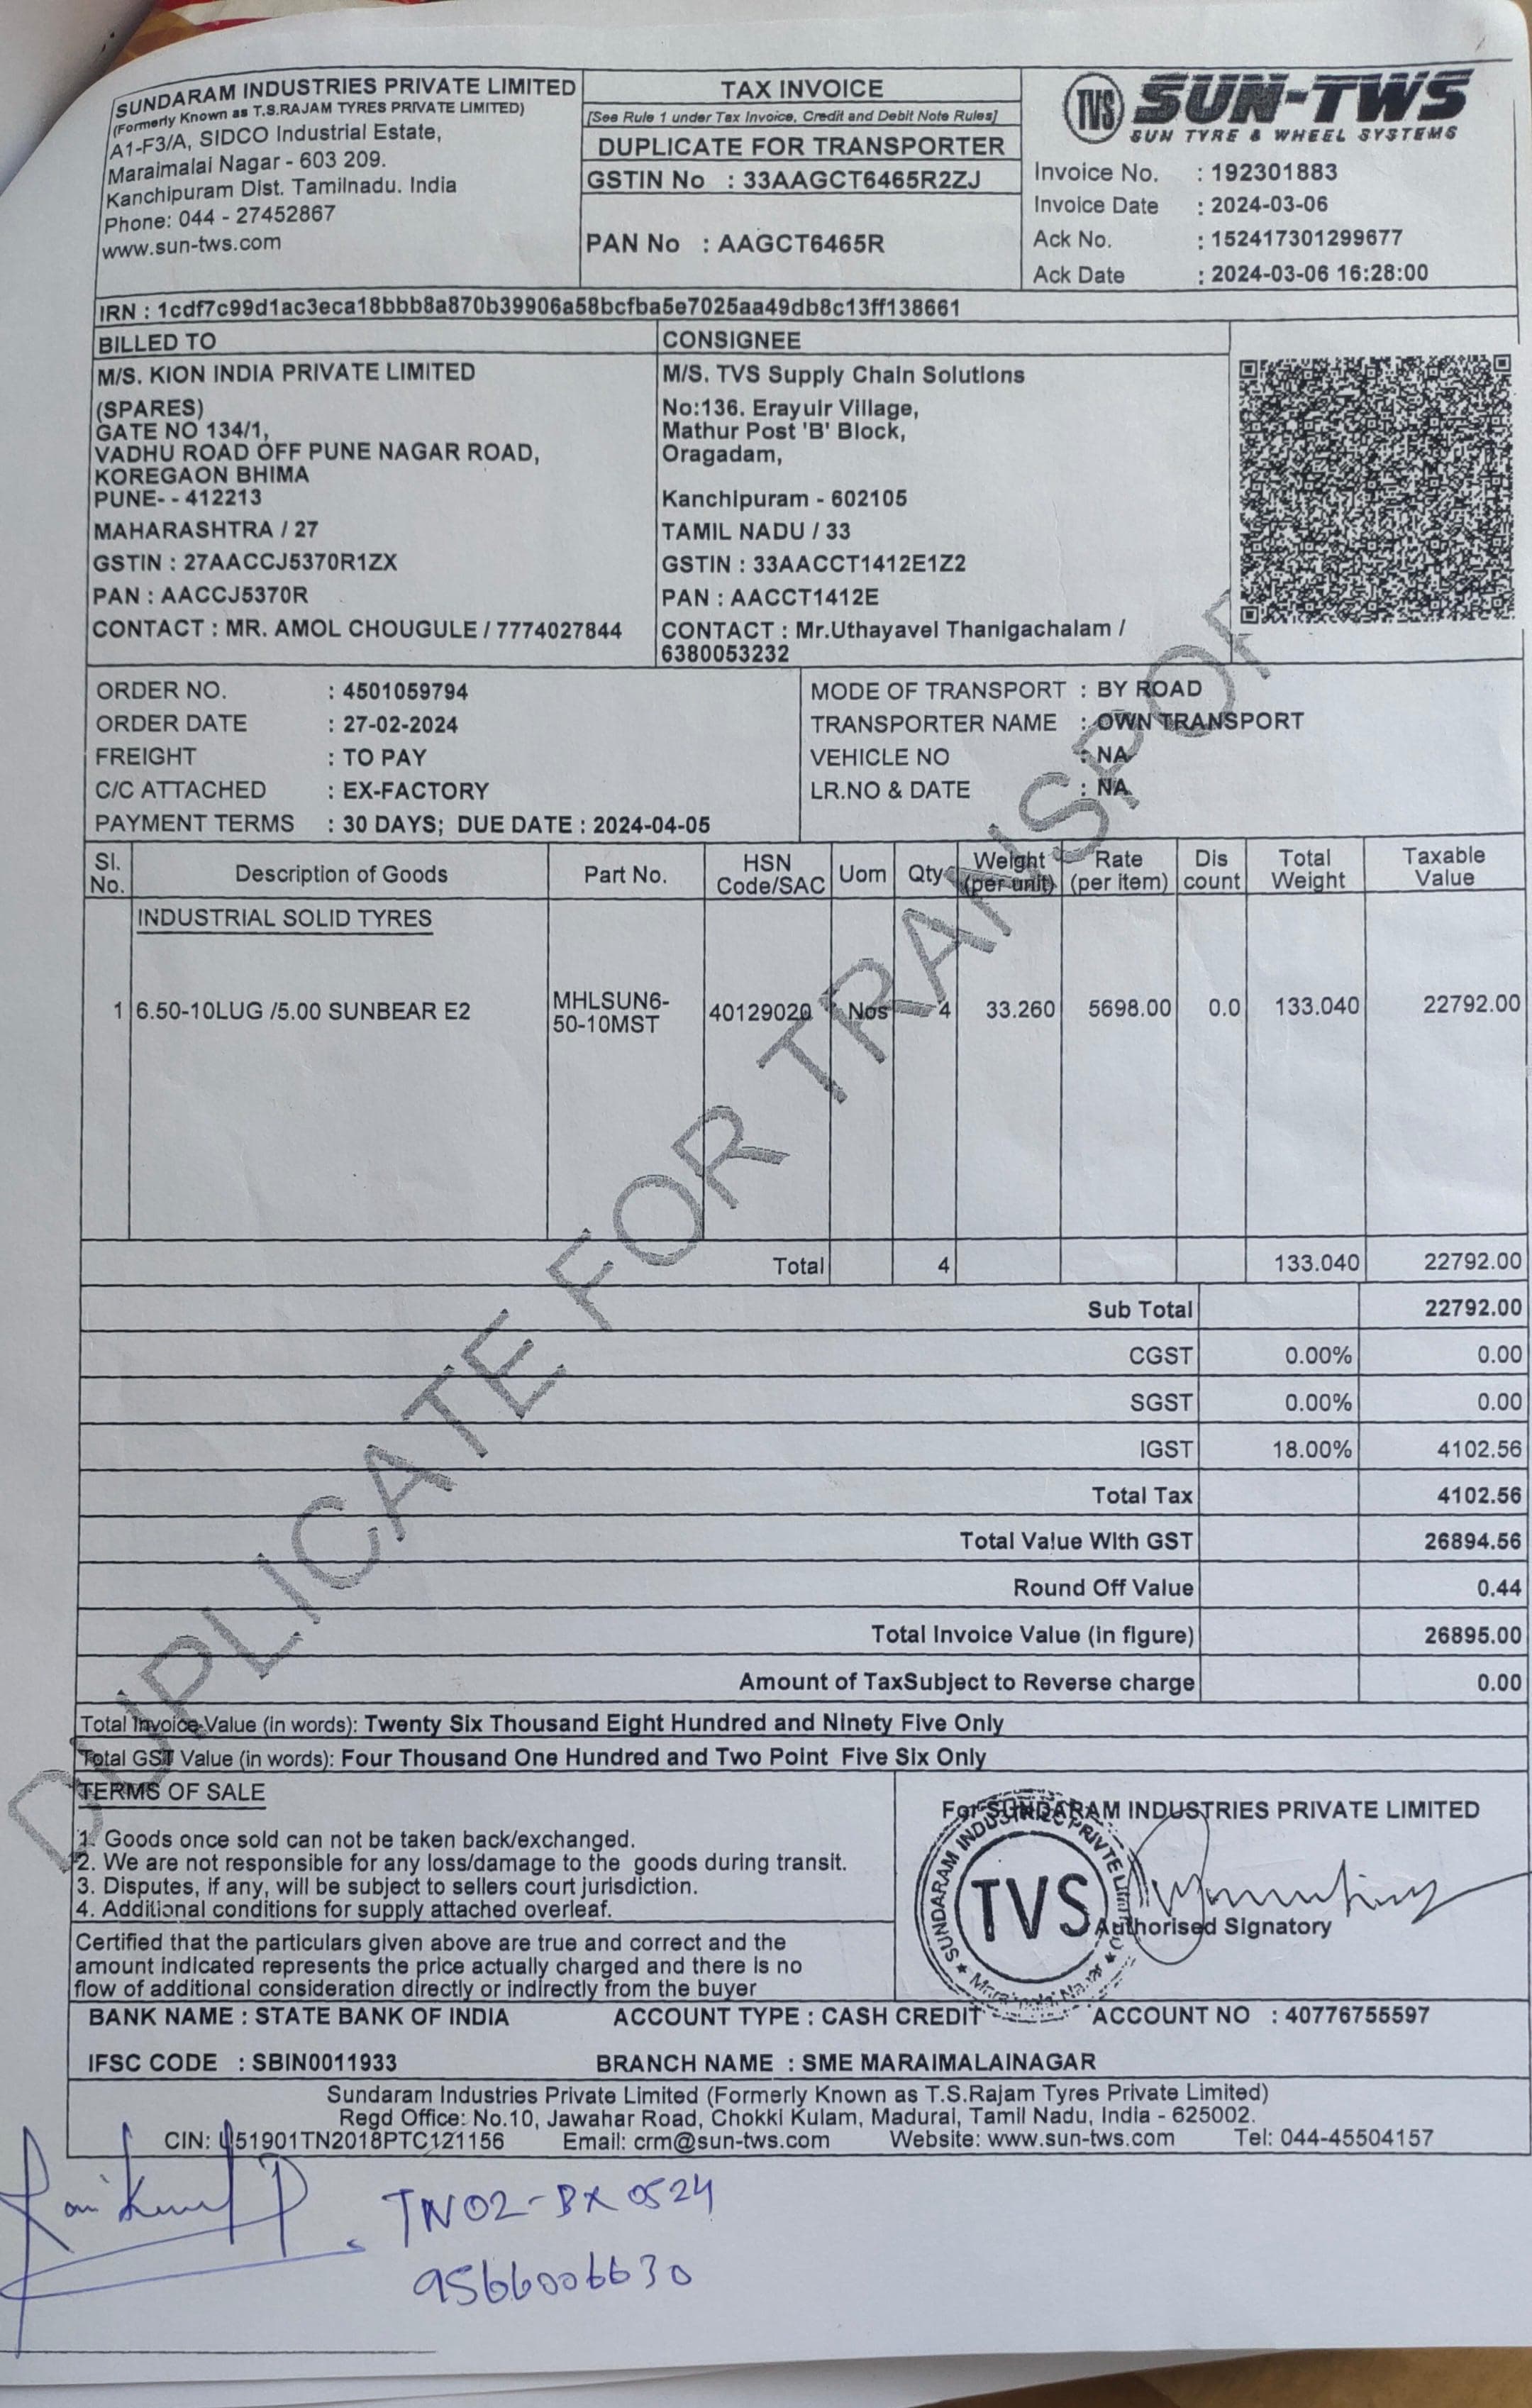 SUNDARAM INDUSTRIES PRIVATE LIMITED
(Formerly Known as T.S.RAJAM TYRES PRIVATE LIMITED)
A1-F3/A, SIDCO Industrial Estate,
Maraimalai Nagar - 603 209.
Kanchipuram Dist. Tamilnadu. India
Phone: 044 - 27452867
www.sun-tws.com
TAX INVOICE
[See Rule 1 under Tax Invoice, Credit and Debit Note Rules]
DUPLICATE FOR TRANSPORTER
GSTIN No : 33AAGCT6465R2ZJ
PAN No : AAGCT6465R
TVS SUN-TWS
SUN TYRE & WHEEL SYSTEMS
Invoice No. : 192301883
Invoice Date : 2024-03-06
Ack No. : 152417301299677
Ack Date : 2024-03-06 16:28:00
IRN : 1cdf7c99d1ac3eca18bbb8a870b39906a58bcfba5e7025aa49db8c13ff138661
BILLED TO
M/S. KION INDIA PRIVATE LIMITED
(SPARES)
GATE NO 134/1,
VADHU ROAD OFF PUNE NAGAR ROAD,
KOREGAON BHIMA
PUNE- - 412213
MAHARASHTRA / 27
GSTIN : 27AACCJ5370R1ZX
PAN : AACCJ5370R
CONTACT : MR. AMOL CHOUGULE / 7774027844
CONSIGNEE
M/S. TVS Supply Chain Solutions
No:136. Erayuir Village,
Mathur Post 'B' Block,
Oragadam,
Kanchipuram - 602105
TAMIL NADU / 33
GSTIN : 33AACCT1412E1Z2
PAN : AACCT1412E
CONTACT : Mr.Uthayavel Thanigachalam /
6380053232
ORDER NO. : 4501059794
ORDER DATE : 27-02-2024
FREIGHT : TO PAY
C/C ATTACHED : EX-FACTORY
PAYMENT TERMS : 30 DAYS; DUE DATE : 2024-04-05
MODE OF TRANSPORT : BY ROAD
TRANSPORTER NAME : OWN TRANSPORT
VEHICLE NO : NA
LR.NO & DATE : NA
Sl. No. Description of Goods Part No. HSN Code/SAC Uom Qty Weight (per unit) Rate (per item) Dis count Total Weight Taxable Value
INDUSTRIAL SOLID TYRES
1 6.50-10LUG /5.00 SUNBEAR E2 MHLSUN6-50-10MST 40129020 Nos 4 33.260 5698.00 0.0 133.040 22792.00
Total 4 133.040 22792.00
Sub Total 22792.00
CGST 0.00% 0.00
SGST 0.00% 0.00
IGST 18.00% 4102.56
Total Tax 4102.56
Total Value With GST 26894.56
Round Off Value 0.44
Total Invoice Value (in figure) 26895.00
Amount of TaxSubject to Reverse charge 0.00
Total Invoice Value (in words): Twenty Six Thousand Eight Hundred and Ninety Five Only
Total GST Value (in words): Four Thousand One Hundred and Two Point Five Six Only
TERMS OF SALE
1. Goods once sold can not be taken back/exchanged.
2. We are not responsible for any loss/damage to the goods during transit.
3. Disputes, if any, will be subject to sellers court jurisdiction.
4. Additional conditions for supply attached overleaf.
Certified that the particulars given above are true and correct and the
amount indicated represents the price actually charged and there is no
flow of additional consideration directly or indirectly from the buyer
For SUNDARAM INDUSTRIES PRIVATE LIMITED
TVS
SUNDARAM INDUSTRIES PRIVTE Limited
Authorised Signatory
BANK NAME : STATE BANK OF INDIA ACCOUNT TYPE : CASH CREDIT ACCOUNT NO : 40776755597
IFSC CODE : SBIN0011933 BRANCH NAME : SME MARAIMALAINAGAR
Sundaram Industries Private Limited (Formerly Known as T.S.Rajam Tyres Private Limited)
Regd Office: No.10, Jawahar Road, Chokki Kulam, Madurai, Tamil Nadu, India - 625002.
CIN: U51901TN2018PTC121156 Email: crm@sun-tws.com Website: www.sun-tws.com Tel: 044-45504157
TN02-BX 0524
9566006630
DUPLICATE FOR TRANSPOR